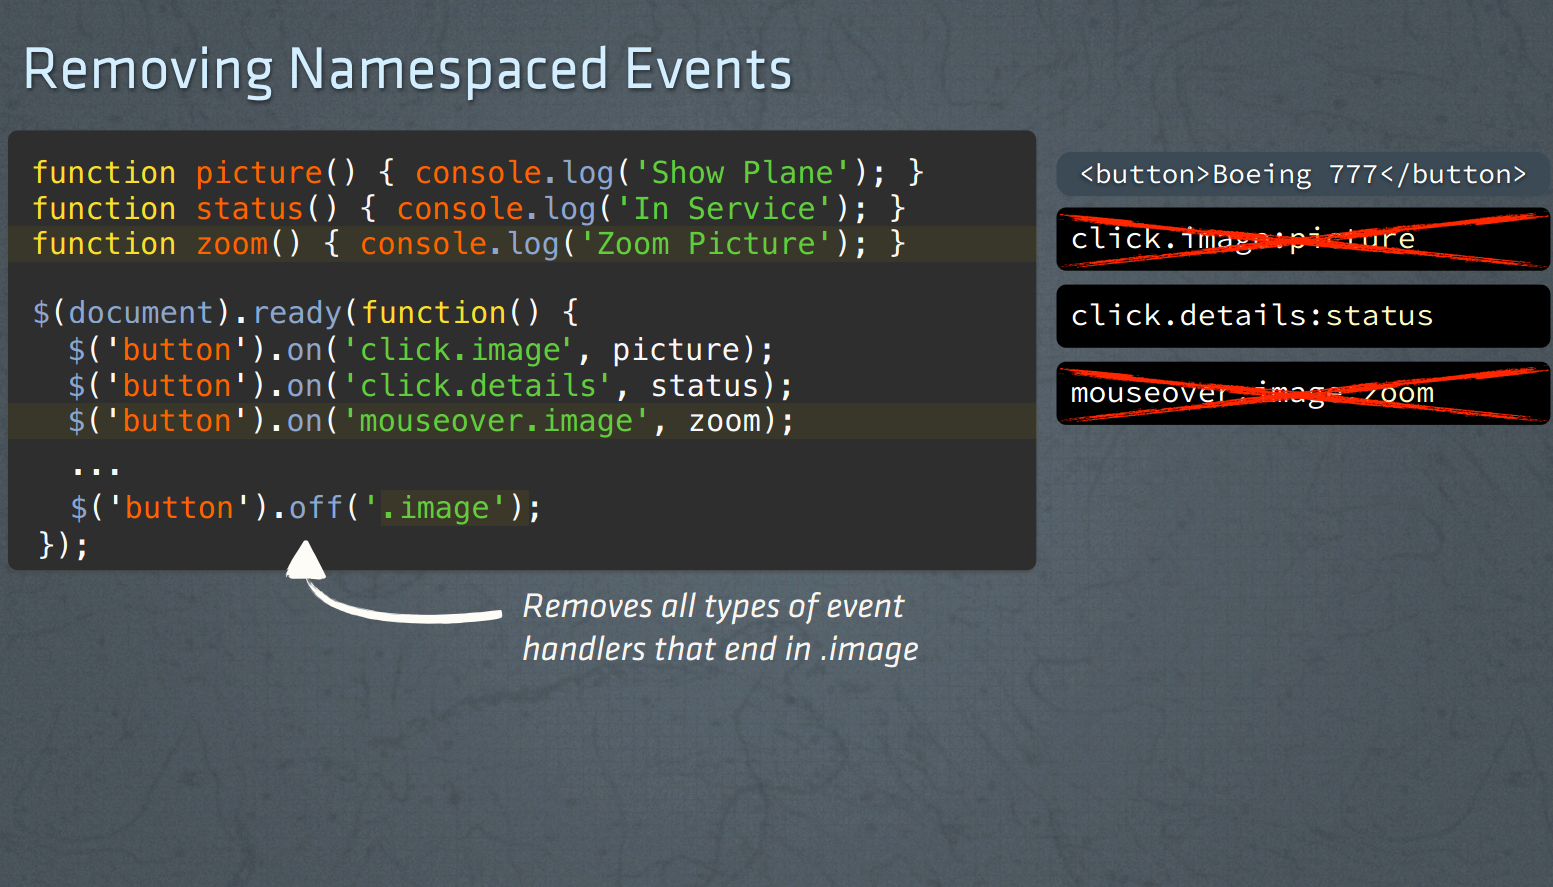 Removing Namespaced Events
function picture() { console.log('Show Plane'); }
function status() { console.log('In Service'); }
function zoom() { console.log('Zoom Picture'); }
$(document).ready(function() {
  $('button').on('click.image', picture);
  $('button').on('click.details', status);
  $('button').on('mouseover.image', zoom);
  ...
  $('button').off('.image');
});
Removes all types of event
handlers that end in .image
<button>Boeing 777</button>
click.image:picture
click.details:status
mouseover.image:zoom